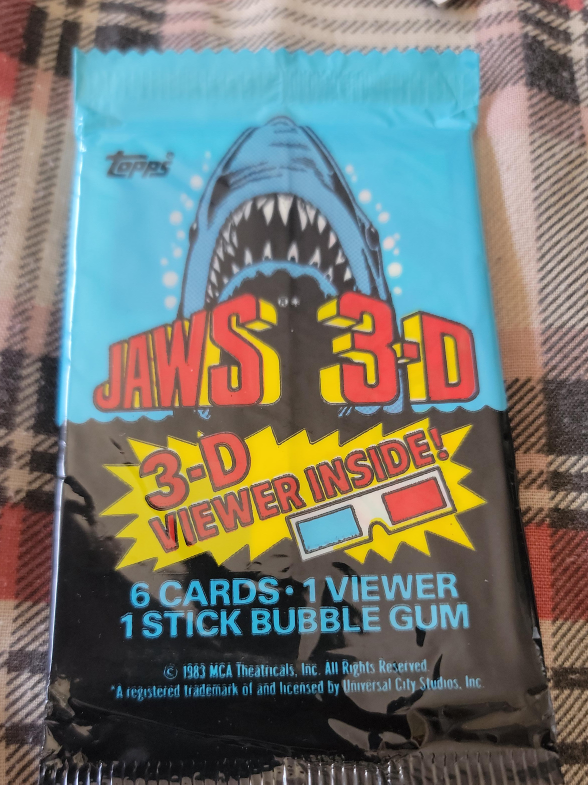 Topps®
JAWS 3-D
3-D
VIEWER INSIDE!
6 CARDS • 1 VIEWER
1 STICK BUBBLE GUM
© 1983 MCA Theatricals, Inc. All Rights Reserved
*A registered trademark of and licensed by Universal City Studios, Inc.